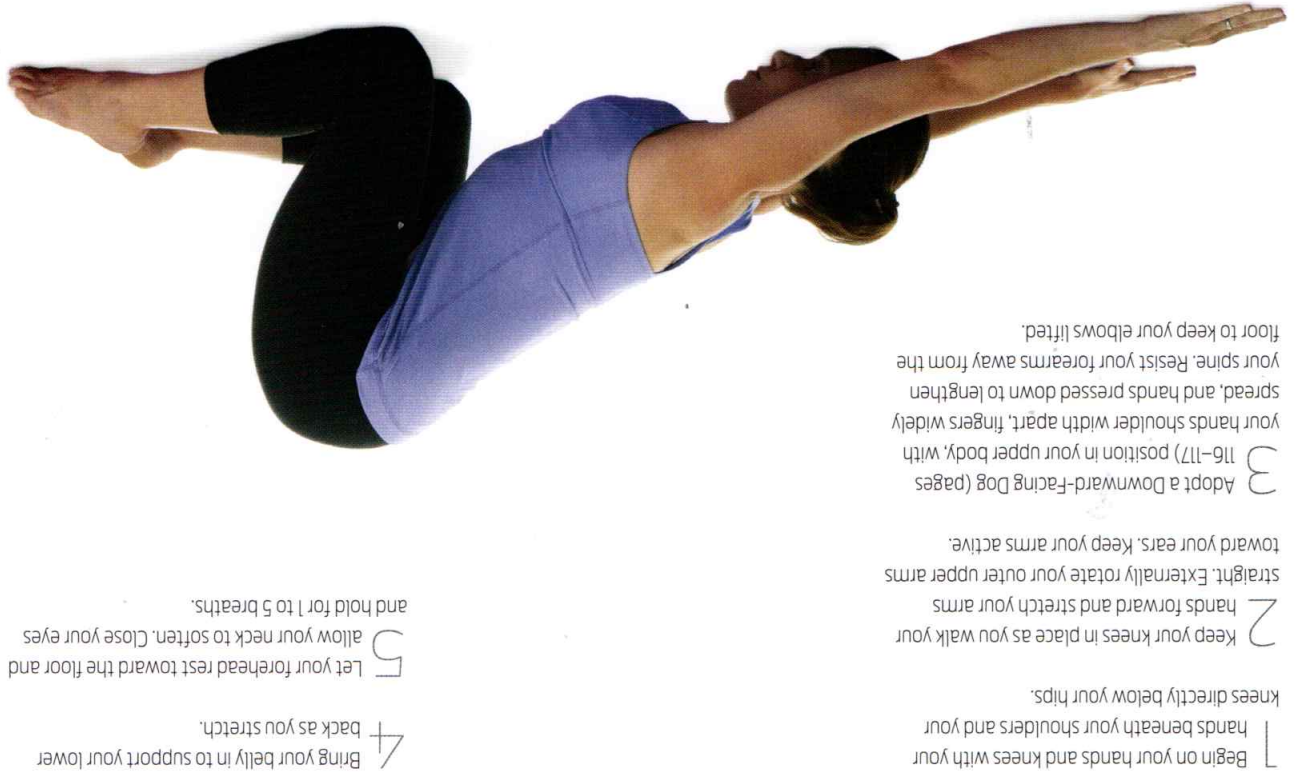 1 Begin on your hands and knees with your
hands beneath your shoulders and your
knees directly below your hips.
2 Keep your knees in place as you walk your
hands forward and stretch your arms
straight. Externally rotate your outer upper arms
toward your ears. Keep your arms active.
3 Adopt a Downward-Facing Dog (pages
116–117) position in your upper body, with
your hands shoulder width apart, fingers widely
spread, and hands pressed down to lengthen
your spine. Resist your forearms away from the
floor to keep your elbows lifted.
4 Bring your belly in to support your lower
back as you stretch.
5 Let your forehead rest toward the floor and
allow your neck to soften. Close your eyes
and hold for 1 to 5 breaths.